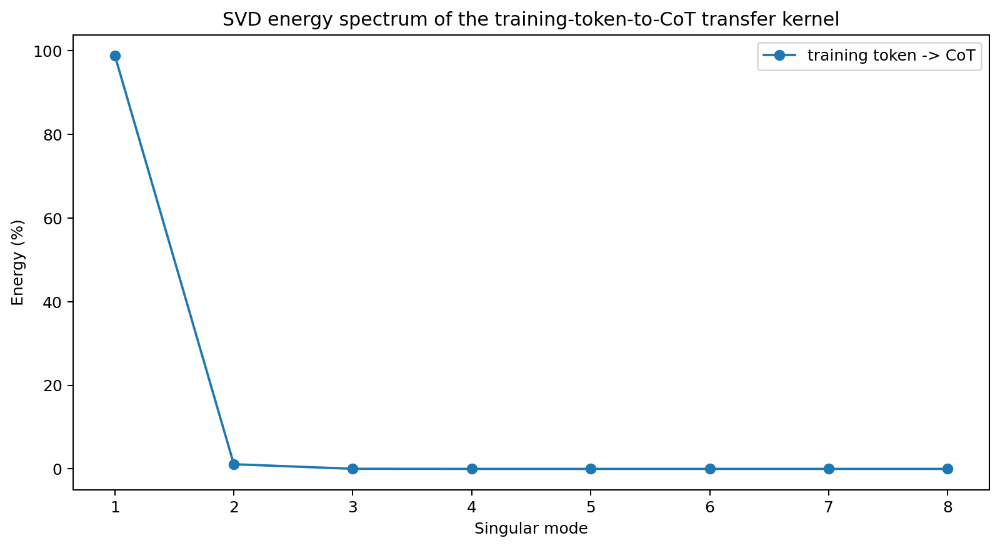 SVD energy spectrum of the training-token-to-CoT transfer kernel
training token -> CoT
100
80
60
40
20
0
Energy (%)
1 2 3 4 5 6 7 8
Singular mode